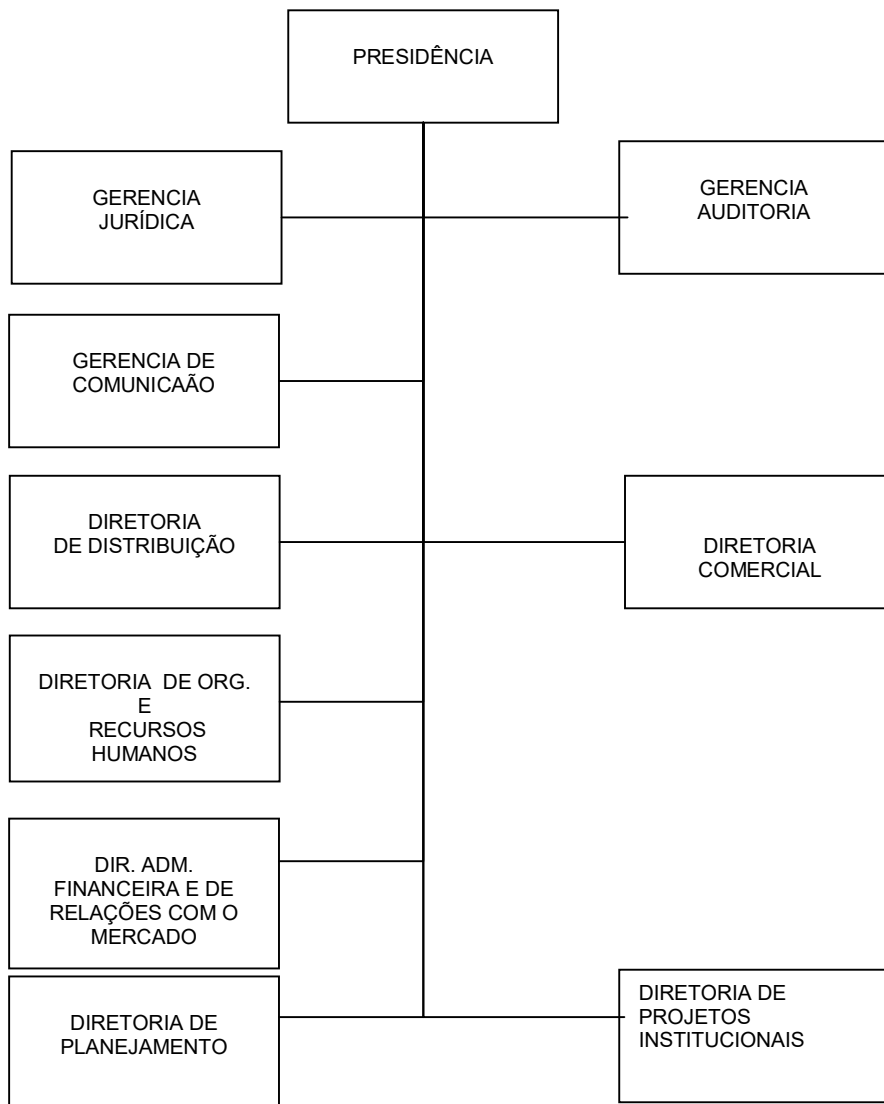 PRESIDÊNCIA
GERENCIA
JURÍDICA
GERENCIA
AUDITORIA
GERENCIA DE
COMUNICAÃO
DIRETORIA
DE DISTRIBUIÇÃO
DIRETORIA
COMERCIAL
DIRETORIA DE ORG.
E
RECURSOS
HUMANOS
DIR. ADM.
FINANCEIRA E DE
RELAÇÕES COM O
MERCADO
DIRETORIA DE
PLANEJAMENTO
DIRETORIA DE
PROJETOS
INSTITUCIONAIS